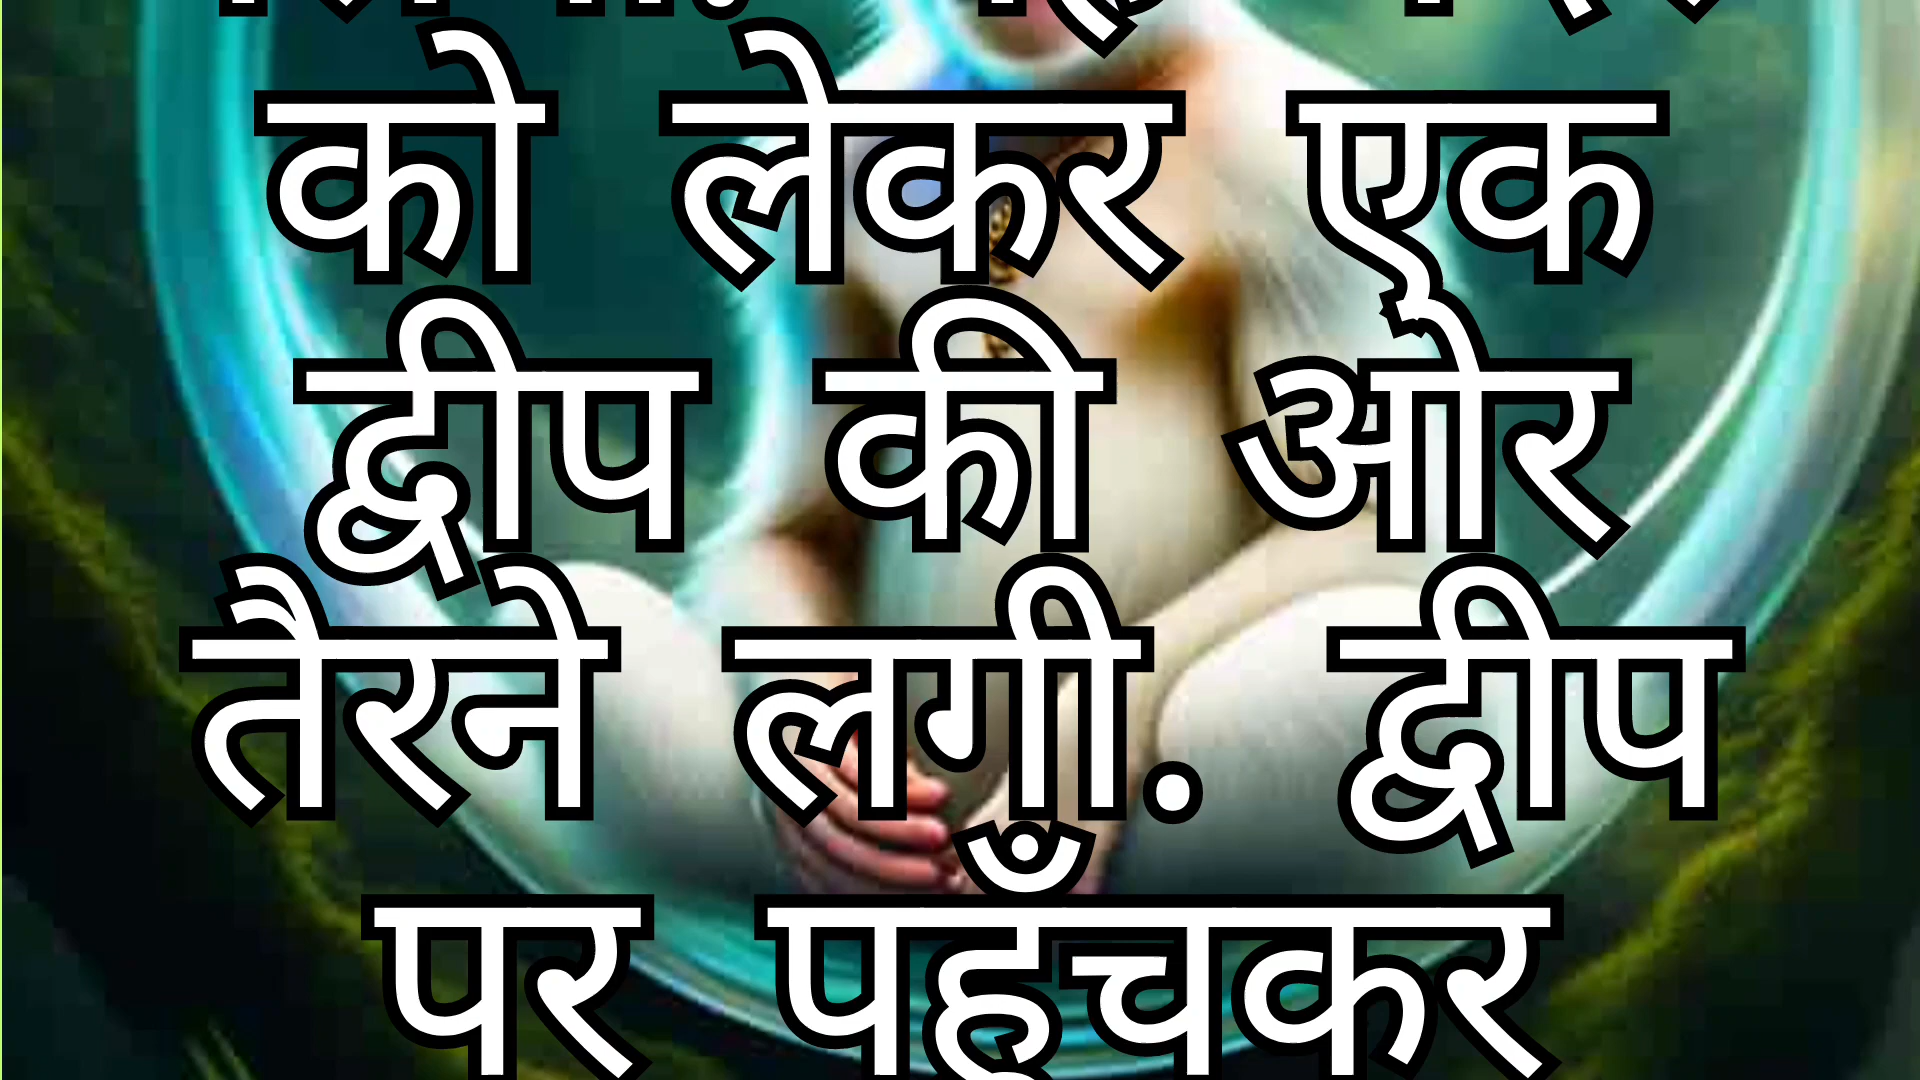 को लेकर एक
द्वीप की ओर
तैरने लगी. द्वीप
पर पहुँचकर